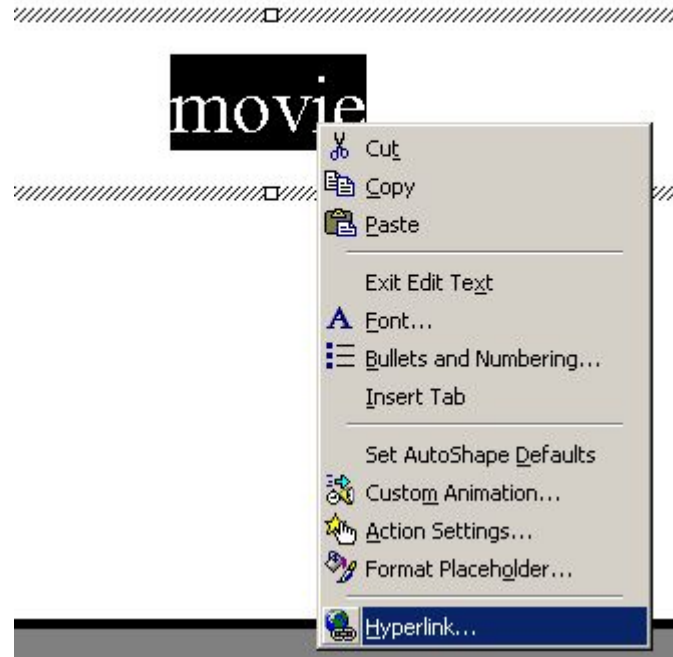 movie
Cut
Copy
Paste
Exit Edit Text
Font...
Bullets and Numbering...
Insert Tab
Set AutoShape Defaults
Custom Animation...
Action Settings...
Format Placeholder...
Hyperlink...